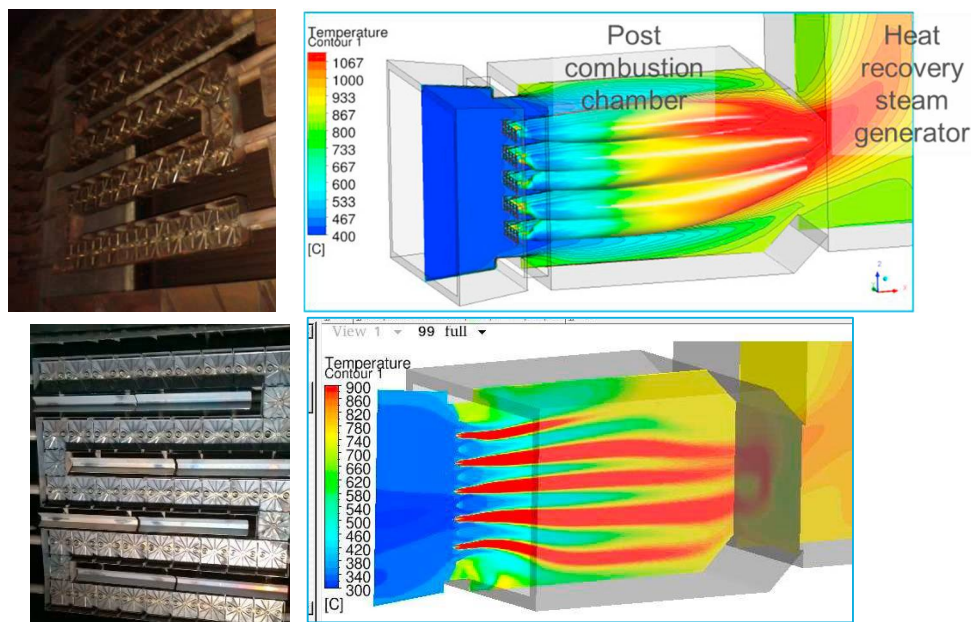 Temperature
Contour 1
1067
1000
933
867
800
733
667
600
533
467
400
[C]
Post
combustion
chamber
Heat
recovery
steam
generator
Z
X
View 1
99 full
Temperature
Contour 1
900
860
820
780
740
700
660
620
580
540
500
460
420
380
340
300
[C]